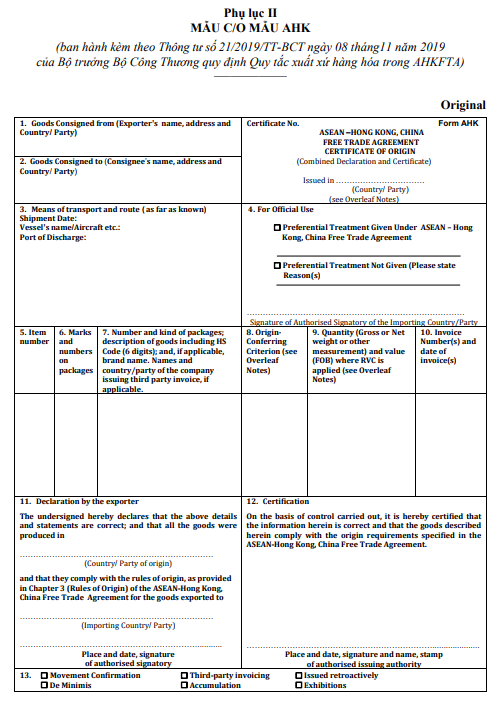 Phụ lục II
MẪU C/O MẪU AHK
(ban hành kèm theo Thông tư số 21/2019/TT-BCT ngày 08 tháng11 năm 2019
của Bộ trưởng Bộ Công Thương quy định Quy tắc xuất xứ hàng hóa trong AHKFTA)
Original
1. Goods Consigned from (Exporter's name, address and
Country/ Party)
2. Goods Consigned to (Consignee's name, address and
Country/ Party)
Certificate No. Form AHK
ASEAN –HONG KONG, CHINA
FREE TRADE AGREEMENT
CERTIFICATE OF ORIGIN
(Combined Declaration and Certificate)
Issued in ……………………………
(Country/ Party)
(see Overleaf Notes)
3. Means of transport and route ( as far as known)
Shipment Date:
Vessel's name/Aircraft etc.:
Port of Discharge:
4. For Official Use
Preferential Treatment Given Under ASEAN – Hong
Kong, China Free Trade Agreement
Preferential Treatment Not Given (Please state
Reason(s)
Signature of Authorised Signatory of the Importing Country/Party
5. Item
number
6. Marks
and
numbers
on
packages
7. Number and kind of packages;
description of goods including HS
Code (6 digits); and, if applicable,
brand name. Names and
country/party of the company
issuing third party invoice, if
applicable.
8. Origin-
Conferring
Criterion (see
Overleaf
Notes)
9. Quantity (Gross or Net
weight or other
measurement) and value
(FOB) where RVC is
applied (see Overleaf
Notes)
10. Invoice
Number(s) and
date of
invoice(s)
11. Declaration by the exporter
The undersigned hereby declares that the above details
and statements are correct; and that all the goods were
produced in
(Country/ Party of origin)
and that they comply with the rules of origin, as provided
in Chapter 3 (Rules of Origin) of the ASEAN-Hong Kong,
China Free Trade Agreement for the goods exported to
(Importing Country/ Party)
Place and date, signature
of authorised signatory
12. Certification
On the basis of control carried out, it is hereby certified that
the information herein is correct and that the goods described
herein comply with the origin requirements specified in the
ASEAN-Hong Kong, China Free Trade Agreement.
Place and date, signature and name, stamp
of authorised issuing authority
13. Movement Confirmation Third-party invoicing Issued retroactively
De Minimis Accumulation Exhibitions